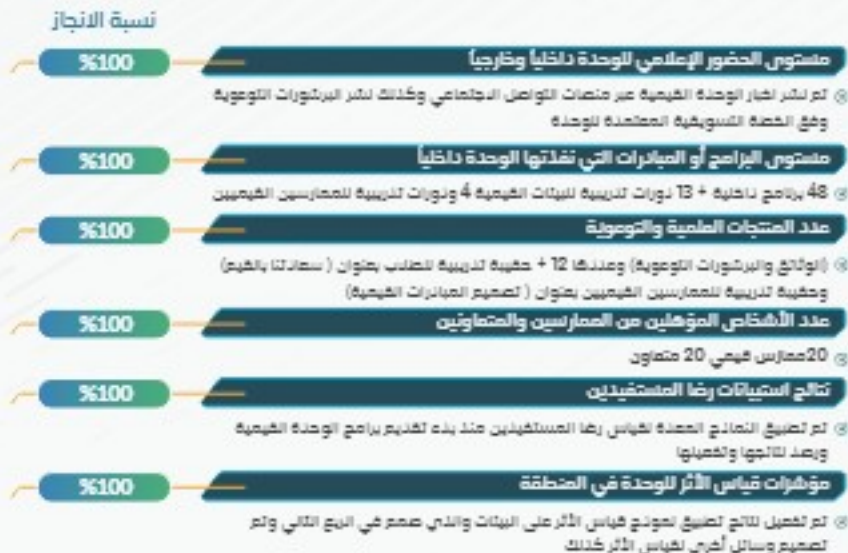 نسبة الانجاز
مستوى الحضور الإعلامي للوحدة داخلياً وخارجياً
%100
تم نشر اخبار الوحدة القيمية عبر منصات التواصل الاجتماعي وكذلك نشر البرشورات التوعوية
وفق الخطة التسويقية المعتمدة للوحدة
مستوى البرامج أو المبادرات التي نفذتها الوحدة داخلياً
%100
48 برنامج داخلية + 13 دورات تدريبية للبيئات القيمية 4 ودورات تدريبية للممارسين القيميين
عدد المنتجات العلمية والتوعوية
%100
(الوثائق والبرشورات التوعوية) وعددها 12 + حقيبة تدريبية للطلاب بعنوان ( سعادتنا بالقيم)
وحقيبة تدريبية للممارسين القيميين بعنوان ( تصميم المبادرات القيمية)
عدد الأشخاص المؤهلين من الممارسين والمتعاونين
%100
20ممارس قيمي 20 متعاون
نتائج استبيانات رضا المستفيدين
%100
تم تطبيق النماذج المعدة لقياس رضا المستفيدين منذ بدء تقديم برامج الوحدة القيمية
ورصد نتائجها وتفعيلها
مؤشرات قياس الأثر للوحدة في المنطقة
%100
تم تفعيل نتائج تطبيق نموذج قياس الأثر على البيئات والذي صمم في الربع الثاني وتم
تصميم وسائل أخرى لقياس الأثر كذلك